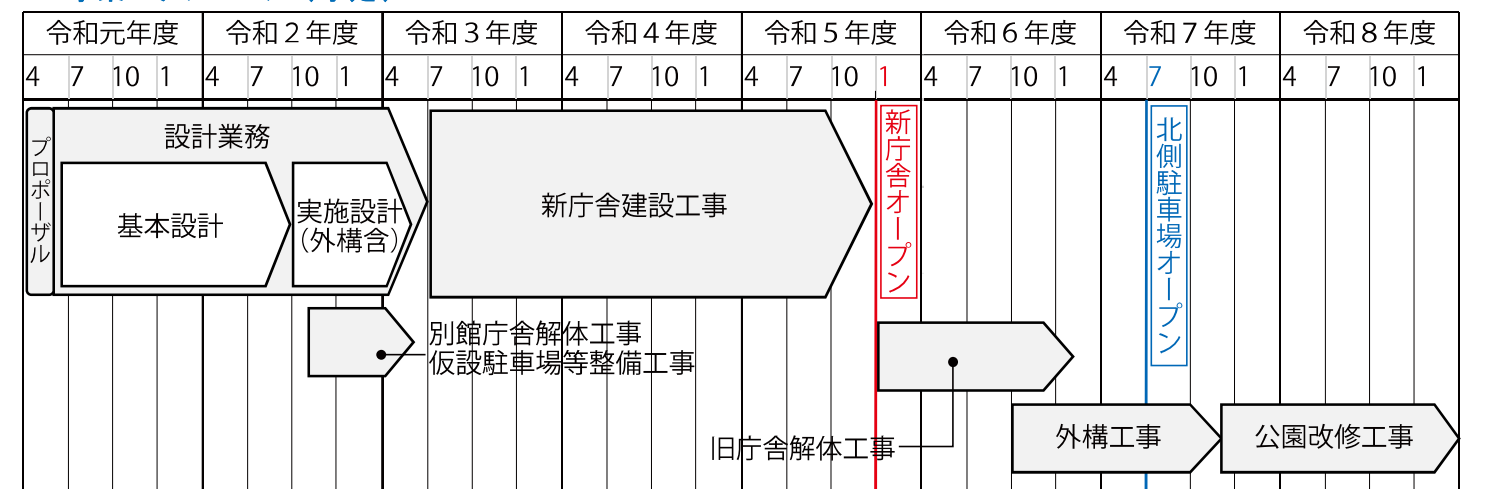 令和元年度 令和２年度 令和３年度 令和４年度 令和５年度 令和６年度 令和７年度 令和８年度
4 7 10 1 4 7 10 1 4 7 10 1 4 7 10 1 4 7 10 1 4 7 10 1 4 7 10 1 4 7 10 1
プロポーザル
設計業務
基本設計
実施設計
（外構含）
新庁舎建設工事
新庁舎オープン
北側駐車場オープン
別館庁舎解体工事
仮設駐車場等整備工事
旧庁舎解体工事
外構工事
公園改修工事